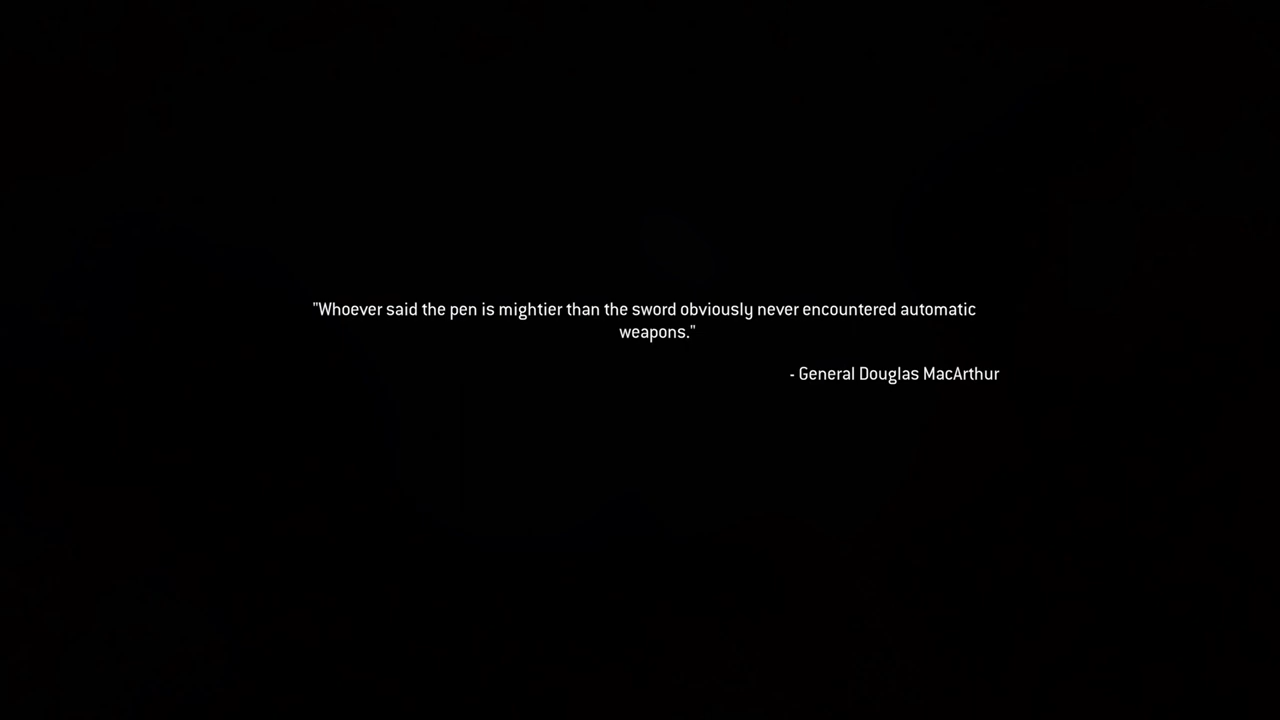 "Whoever said the pen is mightier than the sword obviously never encountered automatic
weapons."
- General Douglas MacArthur